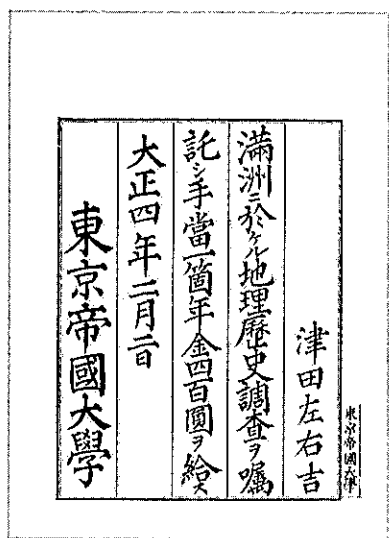 東京帝國大學
津田左右吉
滿洲ニ於ケル地理歷史調査ヲ囑
託シ手當一箇年金四百圓ヲ給ス
大正四年二月二日
東京帝國大學